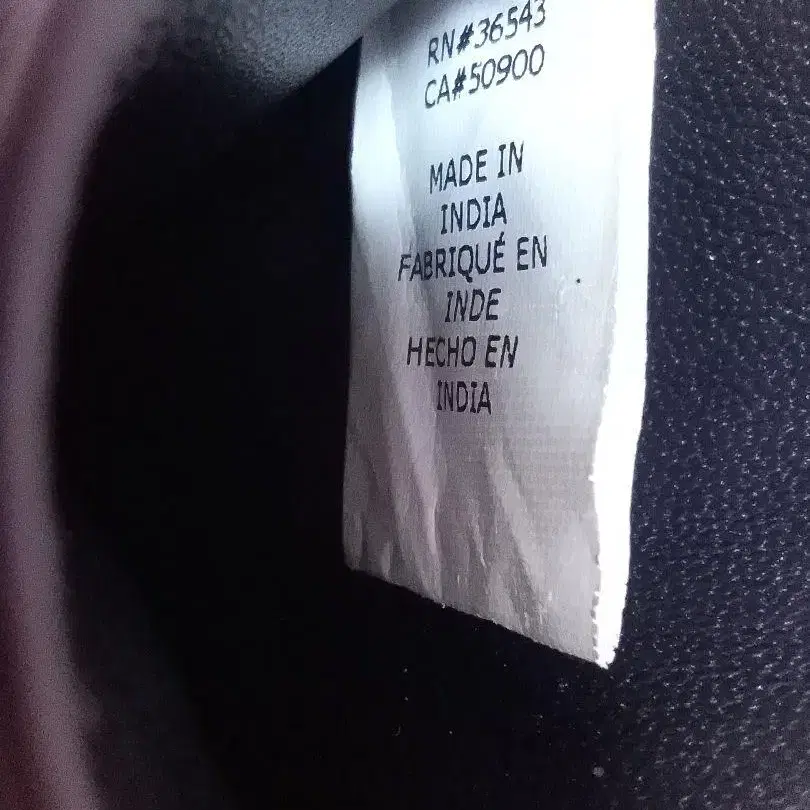 RN#36543
CA#50900
MADE IN
INDIA
FABRIQUÉ EN
INDE
HECHO EN
INDIA